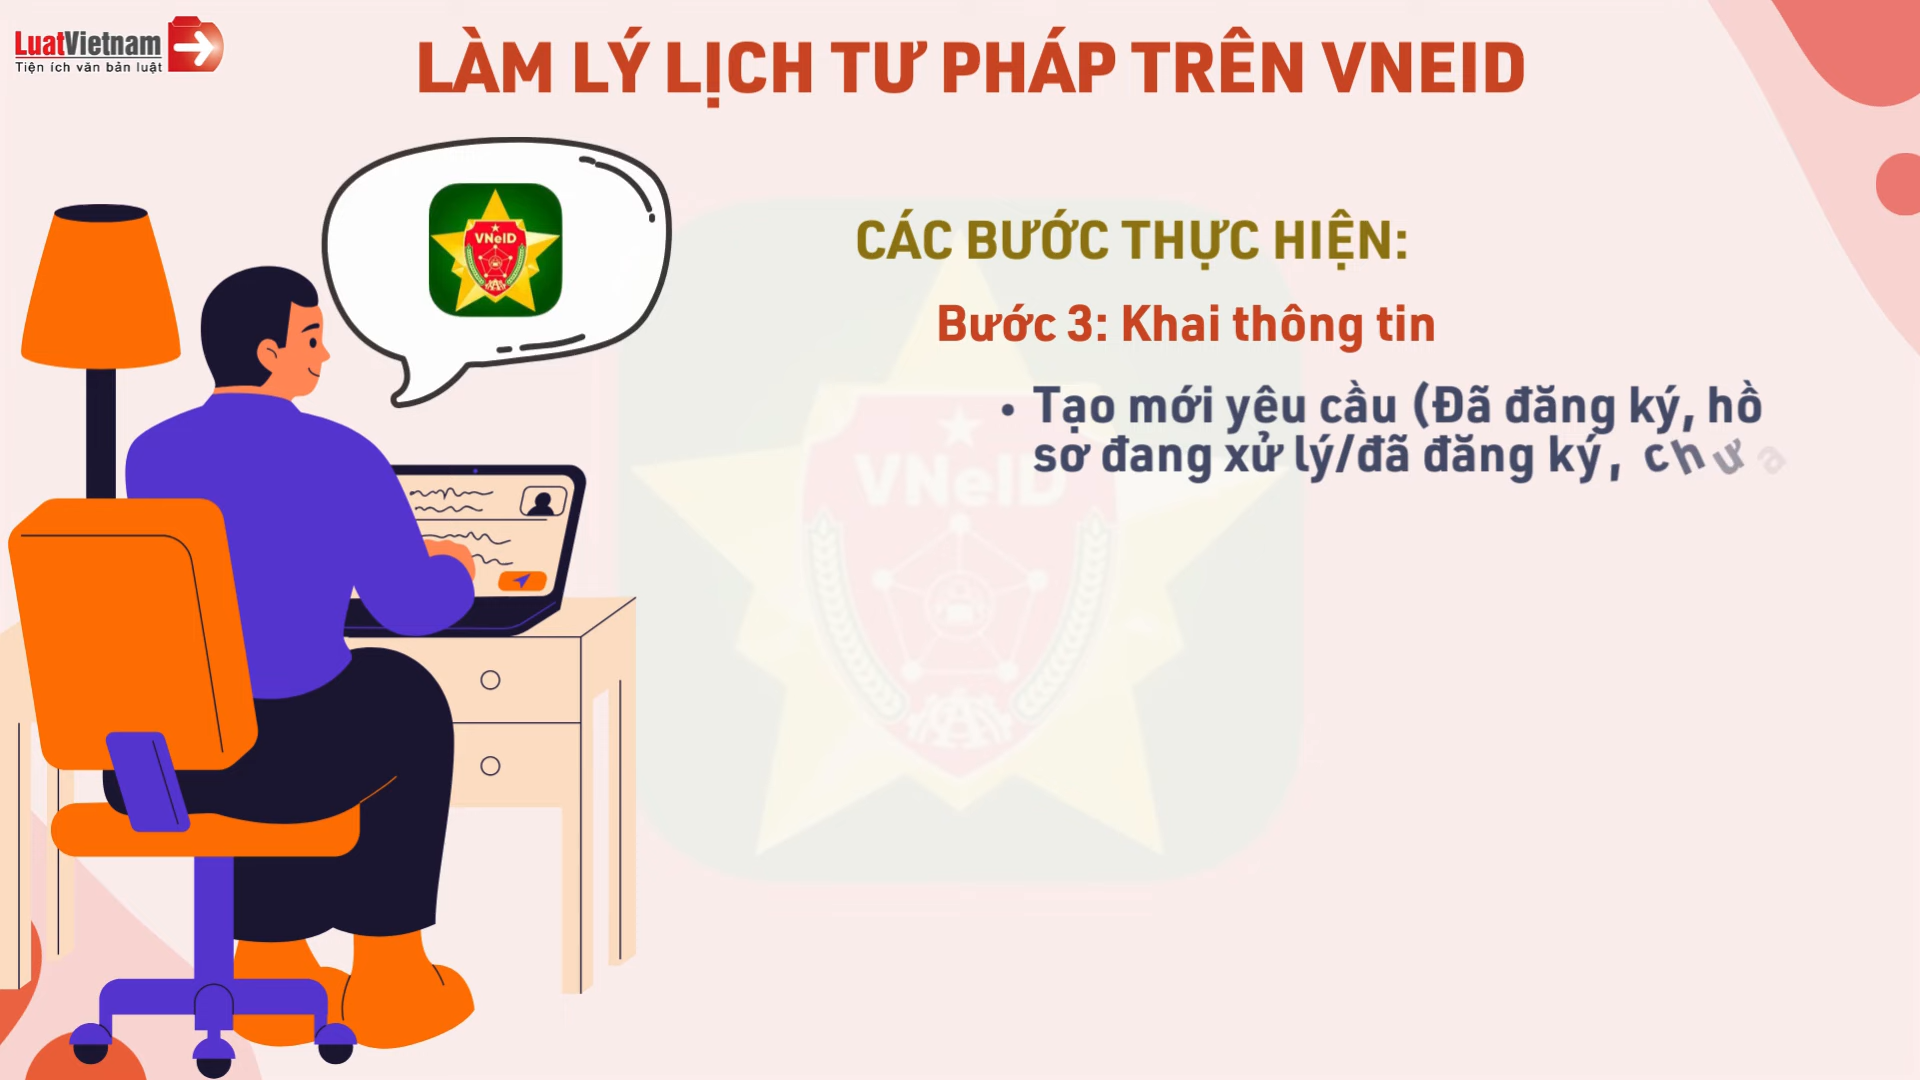 LuatVietnam
Tiện ích văn bản luật
LÀM LÝ LỊCH TƯ PHÁP TRÊN VNEID
VNeID
CÁC BƯỚC THỰC HIỆN:
Bước 3: Khai thông tin
• Tạo mới yêu cầu (Đã đăng ký, hồ
sơ đang xử lý/đã đăng ký, chưa
VNeID